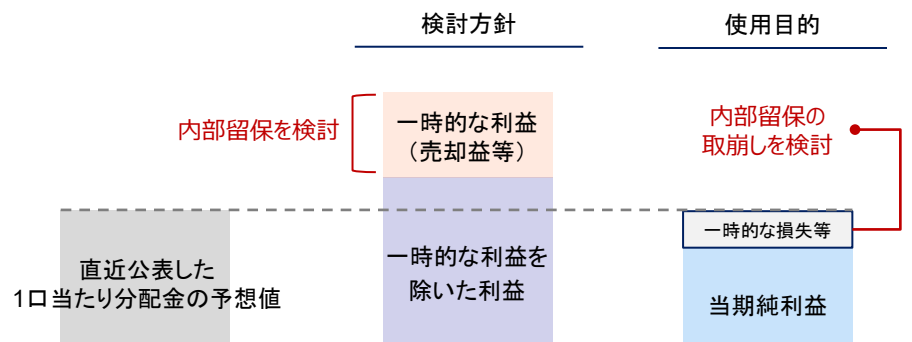 検討方針
使用目的
内部留保を検討
一時的な利益
（売却益等）
内部留保の
取崩しを検討
直近公表した
1口当たり分配金の予想値
一時的な利益を
除いた利益
一時的な損失等
当期純利益